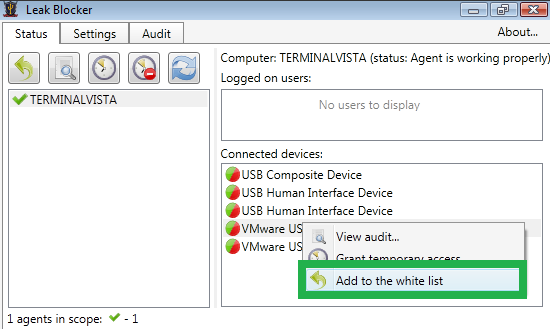 Leak Blocker
Status
Settings
Audit
About...
TERMINALVISTA
1 agents in scope: - 1
Computer: TERMINALVISTA (status: Agent is working properly)
Logged on users:
No users to display
Connected devices:
USB Composite Device
USB Human Interface Device
USB Human Interface Device
VMware US
VMware US
View audit...
Grant temporary access
Add to the white list